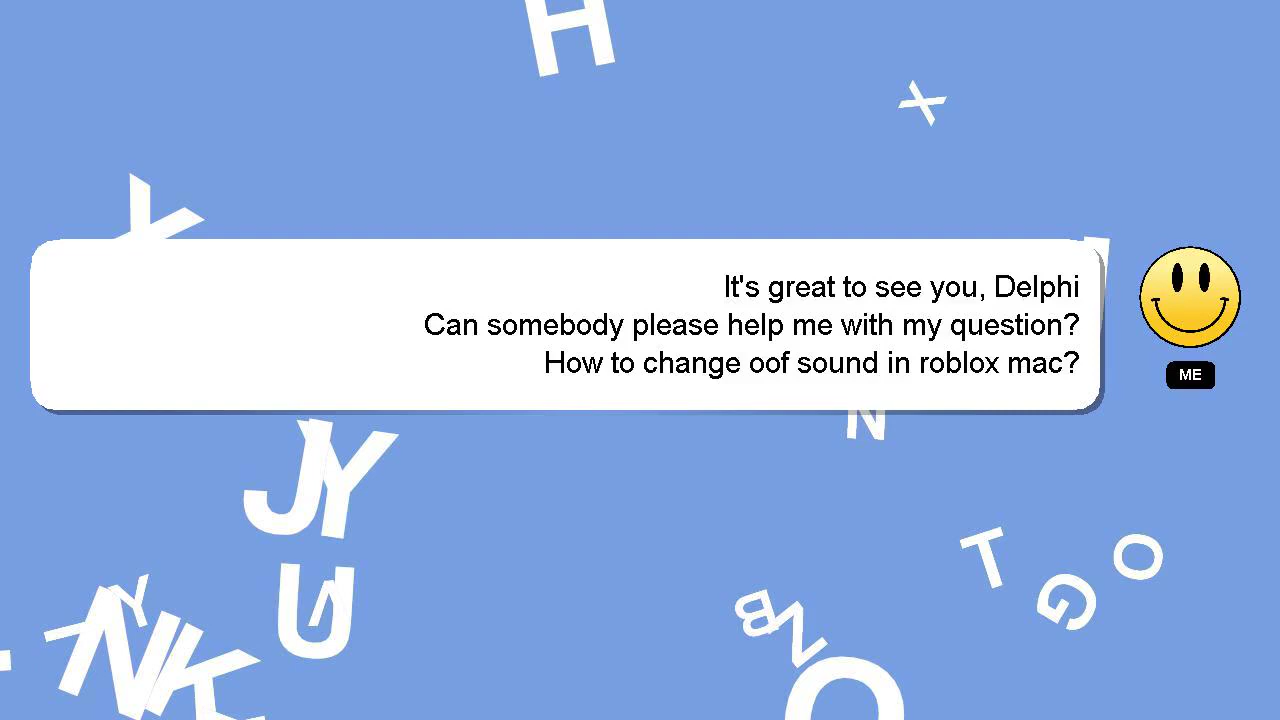 H
X
Y
It's great to see you, Delphi
Can somebody please help me with my question?
How to change oof sound in roblox mac?
ME
N
J
Y
T
O
U
G
B
N
Y
N
K
O